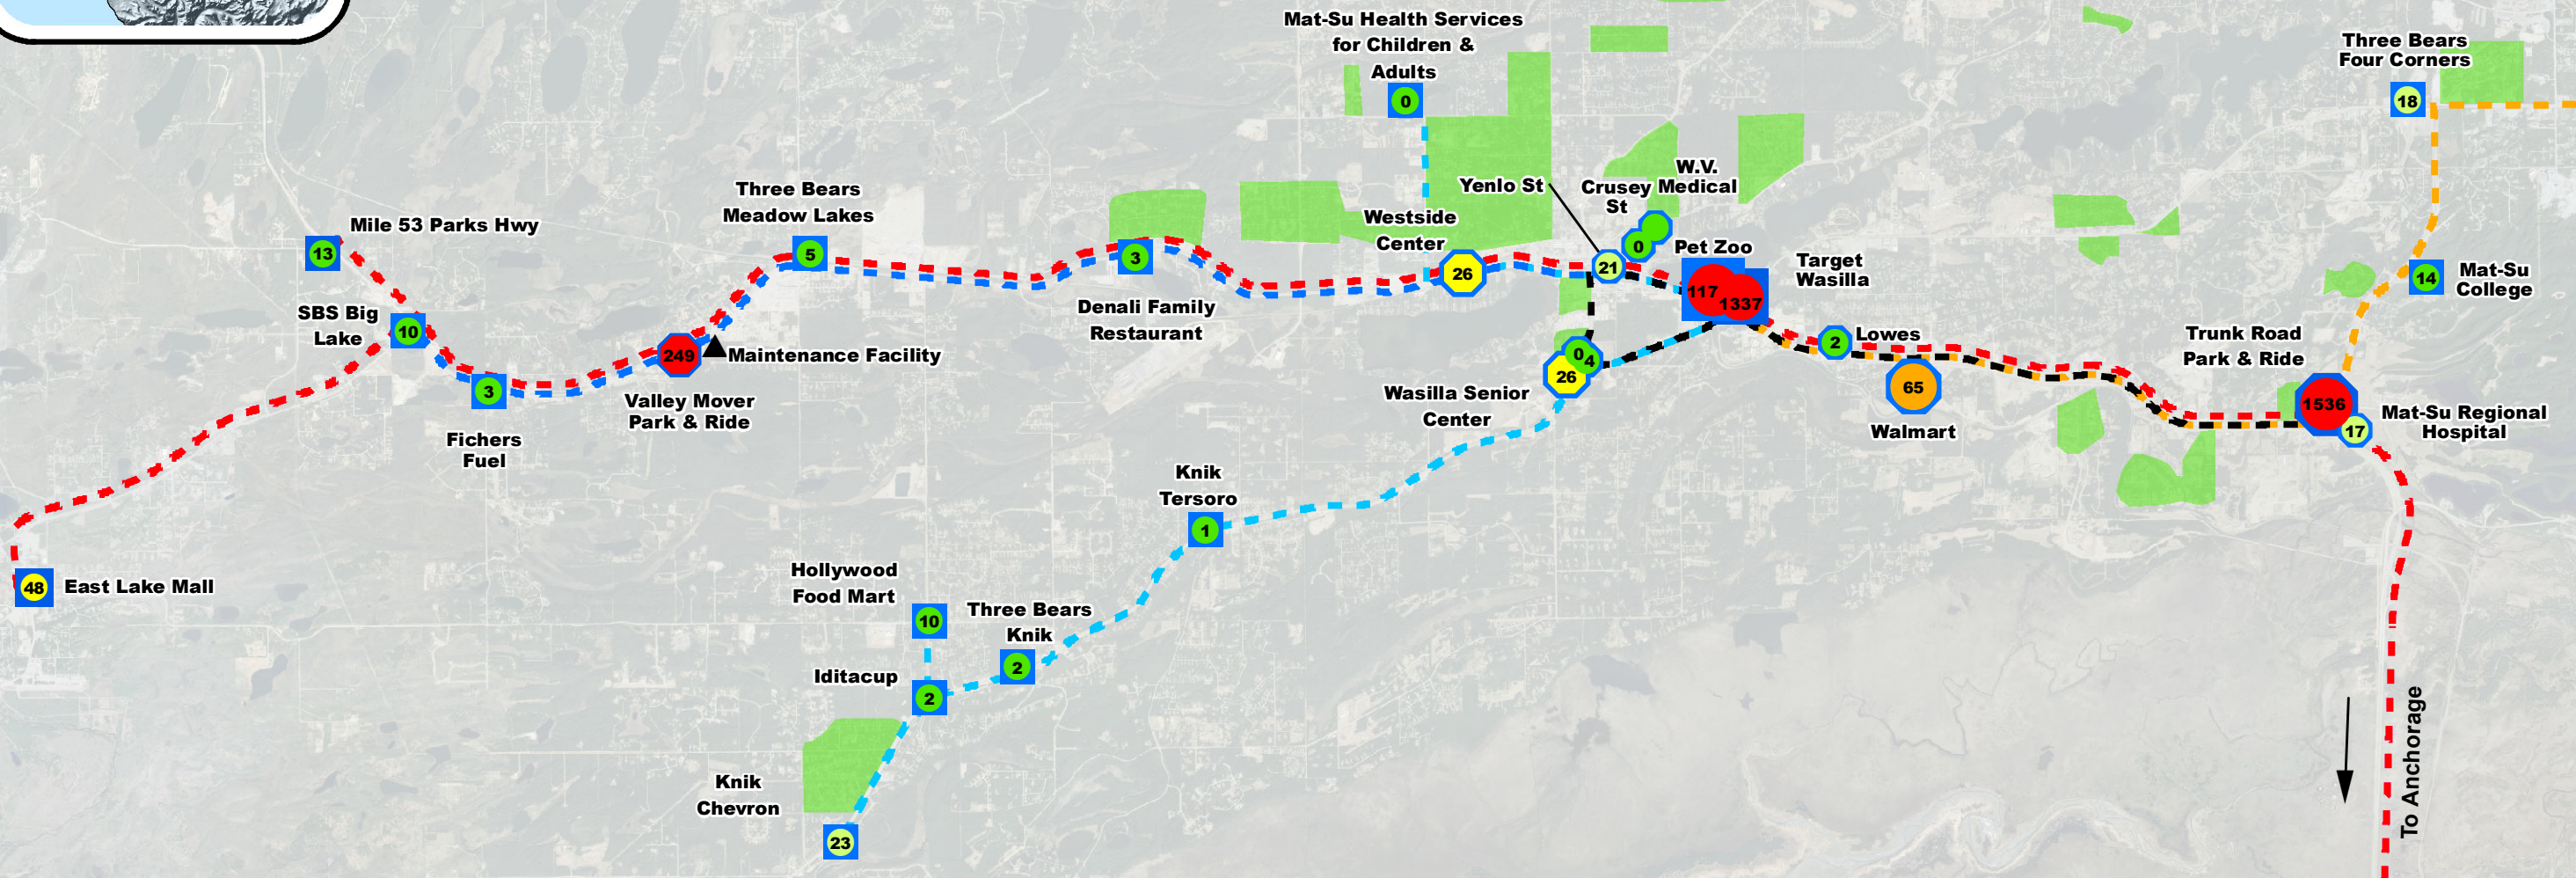 Mat-Su Health Services
for Children &
Adults
0
Three Bears
Four Corners
18
Mile 53 Parks Hwy
13
Three Bears
Meadow Lakes
5
SBS Big
Lake
10
Fichers
Fuel
3
249
Maintenance Facility
Valley Mover
Park & Ride
3
Denali Family
Restaurant
Westside
Center
26
Yenlo St
21
Crusey
St
0
W.V.
Medical
Pet Zoo
117
1337
Target
Wasilla
Lowes
2
65
Walmart
0
4
26
Wasilla Senior
Center
14
Mat-Su
College
Trunk Road
Park & Ride
1536
17
Mat-Su Regional
Hospital
Knik
Tersoro
1
48
East Lake Mall
Hollywood
Food Mart
10
Three Bears
Knik
2
Iditacup
2
Knik
Chevron
23
To Anchorage